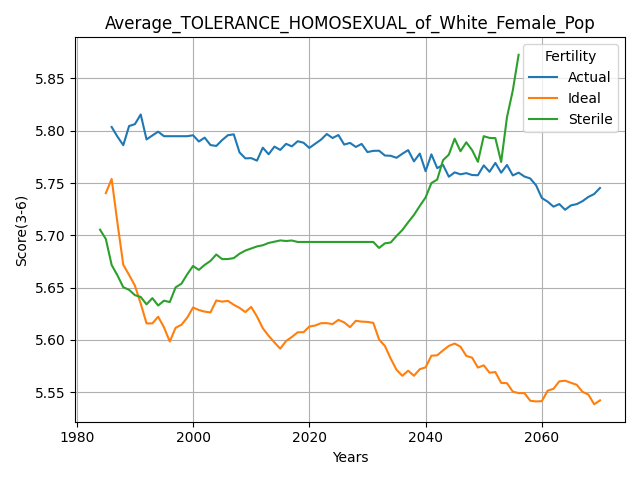 Average_TOLERANCE_HOMOSEXUAL_of_White_Female_Pop
Fertility
Actual
Ideal
Sterile
Score(3-6)
5.85
5.80
5.75
5.70
5.65
5.60
5.55
1980
2000
2020
2040
2060
Years